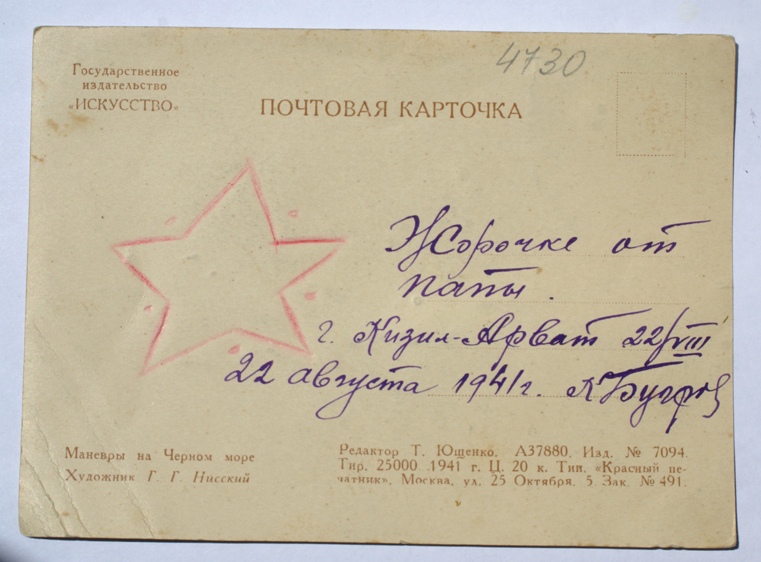 4730
Государственное
издательство
«ИСКУССТВО»
ПОЧТОВАЯ КАРТОЧКА
Жорочке от
папы.
г. Кизил-Арват 22/VIII
22 августа 1941г. Бугров
Маневры на Черном море
Художник Г. Г. Нисский
Редактор Т. Ющенко. А37880. Изд. № 7094.
Тир. 25000 1941 г. Ц. 20 к. Тип. «Красный пе-
чатник», Москва, ул. 25 Октября, 5. Зак. № 491.